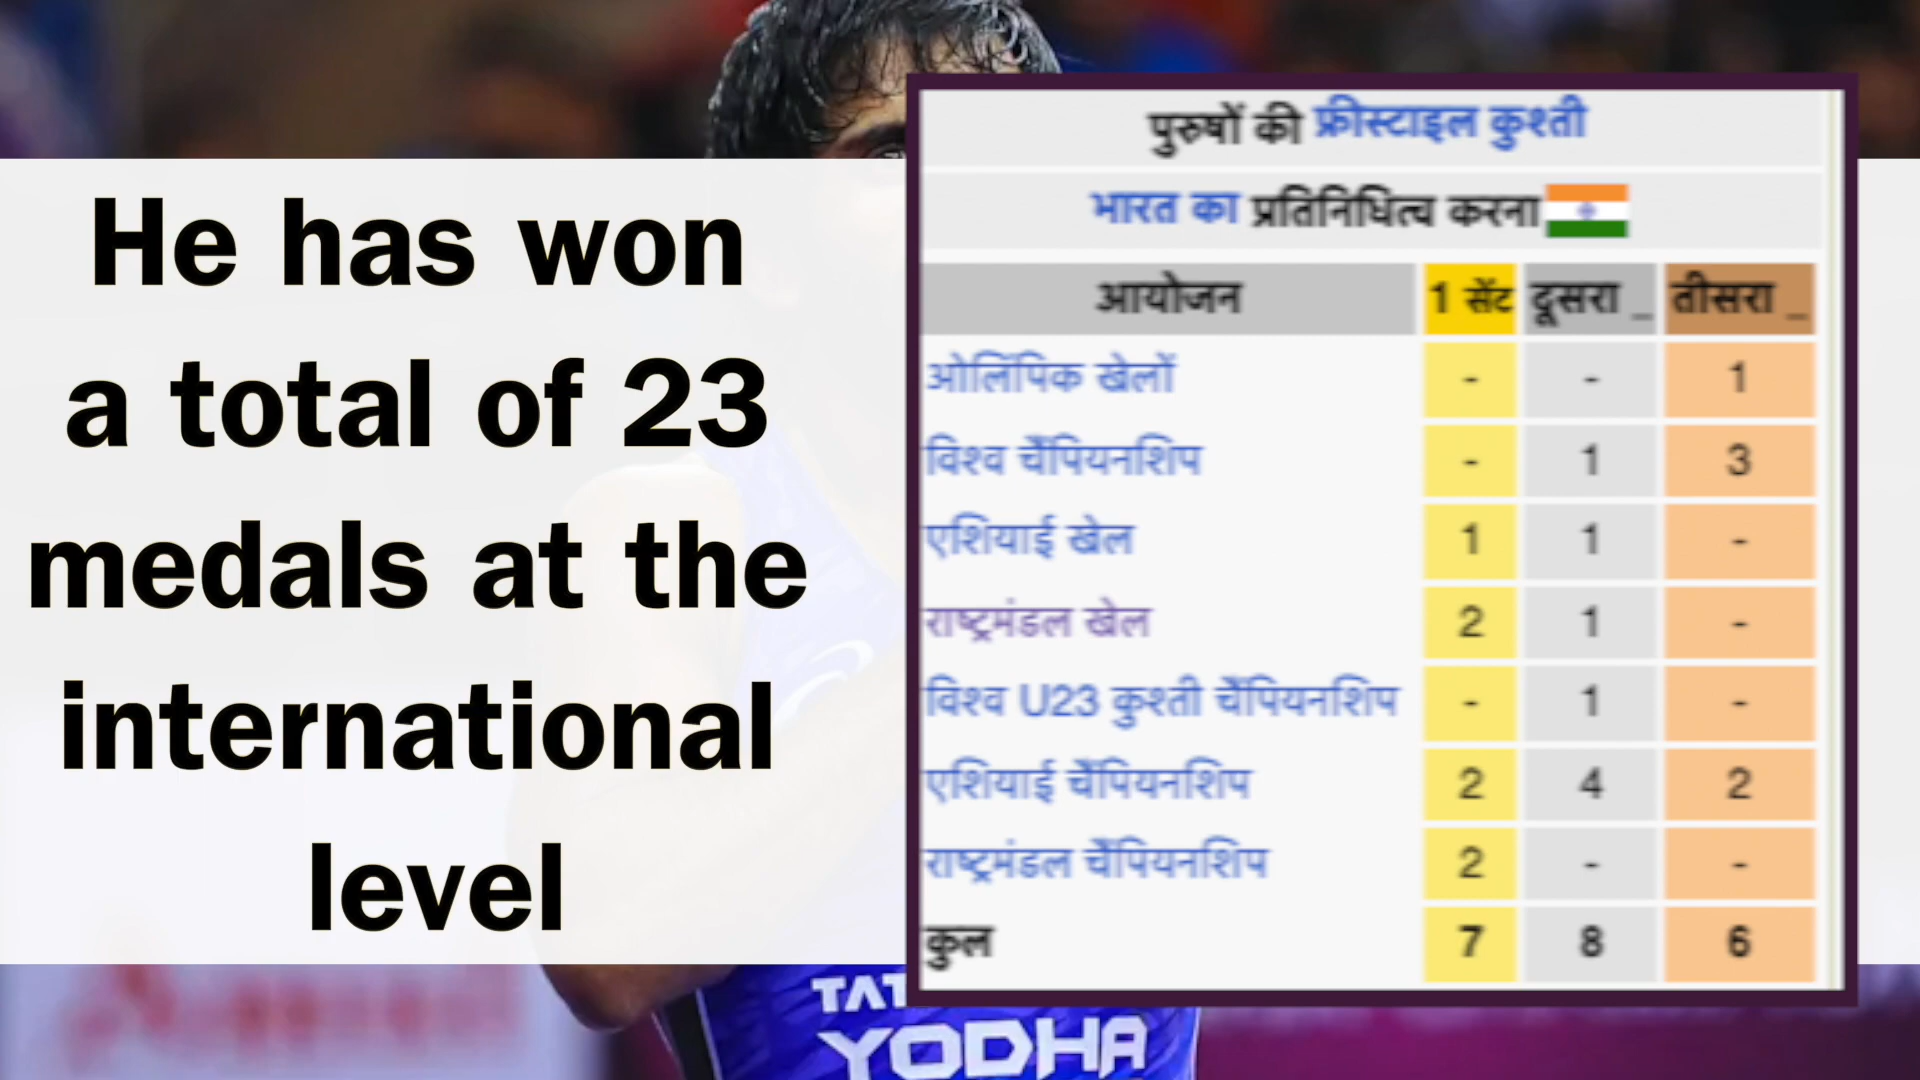 He has won
a total of 23
medals at the
international
level
पुरुषों की फ्रीस्टाइल कुश्ती
भारत का प्रतिनिधित्व करना
आयोजन 1 सेंट दूसरा _ तीसरा _
ओलिंपिक खेलों - - 1
विश्व चैंपियनशिप - 1 3
एशियाई खेल 1 1 -
राष्ट्रमंडल खेल 2 1 -
विश्व U23 कुश्ती चैंपियनशिप - 1 -
एशियाई चैंपियनशिप 2 4 2
राष्ट्रमंडल चैंपियनशिप 2 - -
कुल 7 8 6
YODHA